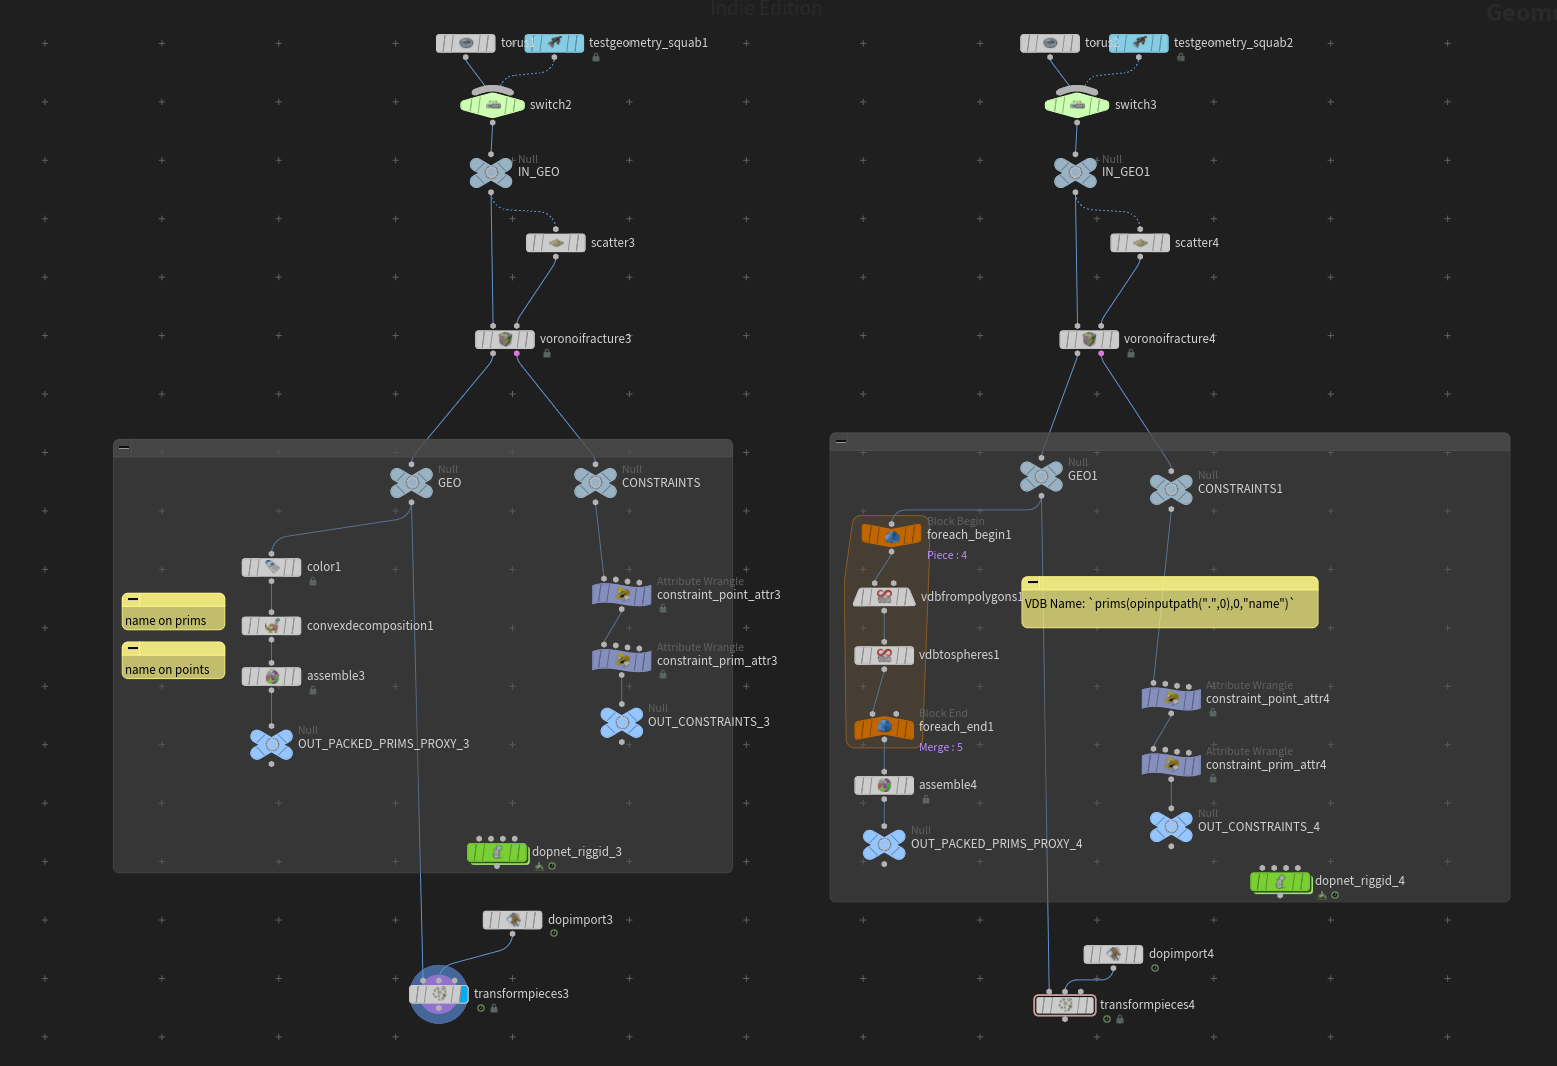 Indie Edition
Geome
torus1
testgeometry_squab1
torus2
testgeometry_squab2
switch2
switch3
Null
IN_GEO
Null
IN_GEO1
scatter3
scatter4
voronoifracture3
voronoifracture4
Null
GEO
Null
CONSTRAINTS
Null
GEO1
Null
CONSTRAINTS1
Block Begin
foreach_begin1
Piece : 4
color1
Attribute Wrangle
constraint_point_attr3
vdbfrompolygons1
VDB Name: `prims(opinputpath(".",0),0,"name")`
name on prims
convexdecomposition1
Attribute Wrangle
constraint_prim_attr3
vdbtospheres1
name on points
assemble3
Attribute Wrangle
constraint_point_attr4
Null
OUT_CONSTRAINTS_3
Block End
foreach_end1
Merge : 5
Null
OUT_PACKED_PRIMS_PROXY_3
Attribute Wrangle
constraint_prim_attr4
assemble4
Null
OUT_CONSTRAINTS_4
Null
OUT_PACKED_PRIMS_PROXY_4
dopnet_riggid_3
dopnet_riggid_4
dopimport3
dopimport4
transformpieces3
transformpieces4